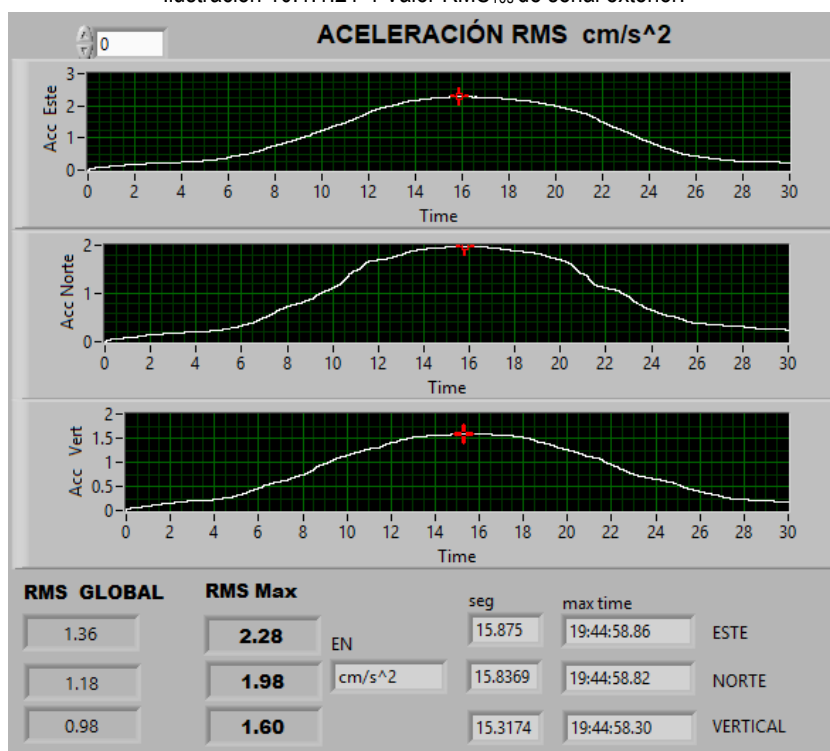 0
ACELERACIÓN RMS cm/s^2
Acc Este
3
2
1
0
0 2 4 6 8 10 12 14 16 18 20 22 24 26 28 30
Time
Acc Norte
2
1
0
0 2 4 6 8 10 12 14 16 18 20 22 24 26 28 30
Time
Acc Vert
2
1.5
1
0.5
0
0 2 4 6 8 10 12 14 16 18 20 22 24 26 28 30
Time
RMS GLOBAL RMS Max seg max time
1.36 2.28 EN 15.875 19:44:58.86 ESTE
1.18 1.98 cm/s^2 15.8369 19:44:58.82 NORTE
0.98 1.60 15.3174 19:44:58.30 VERTICAL